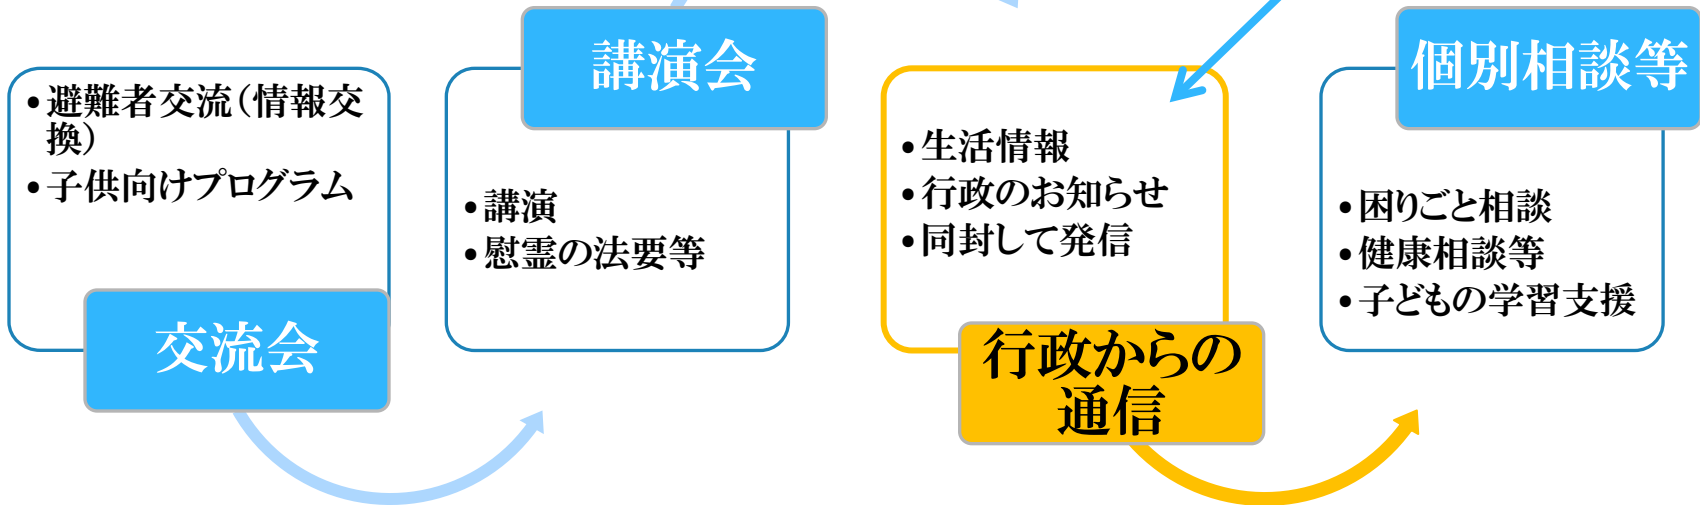 ・避難者交流（情報交
換）
・子供向けプログラム
交流会
講演会
・講演
・慰霊の法要等
・生活情報
・行政のお知らせ
・同封して発信
行政からの
通信
個別相談等
・困りごと相談
・健康相談等
・子どもの学習支援